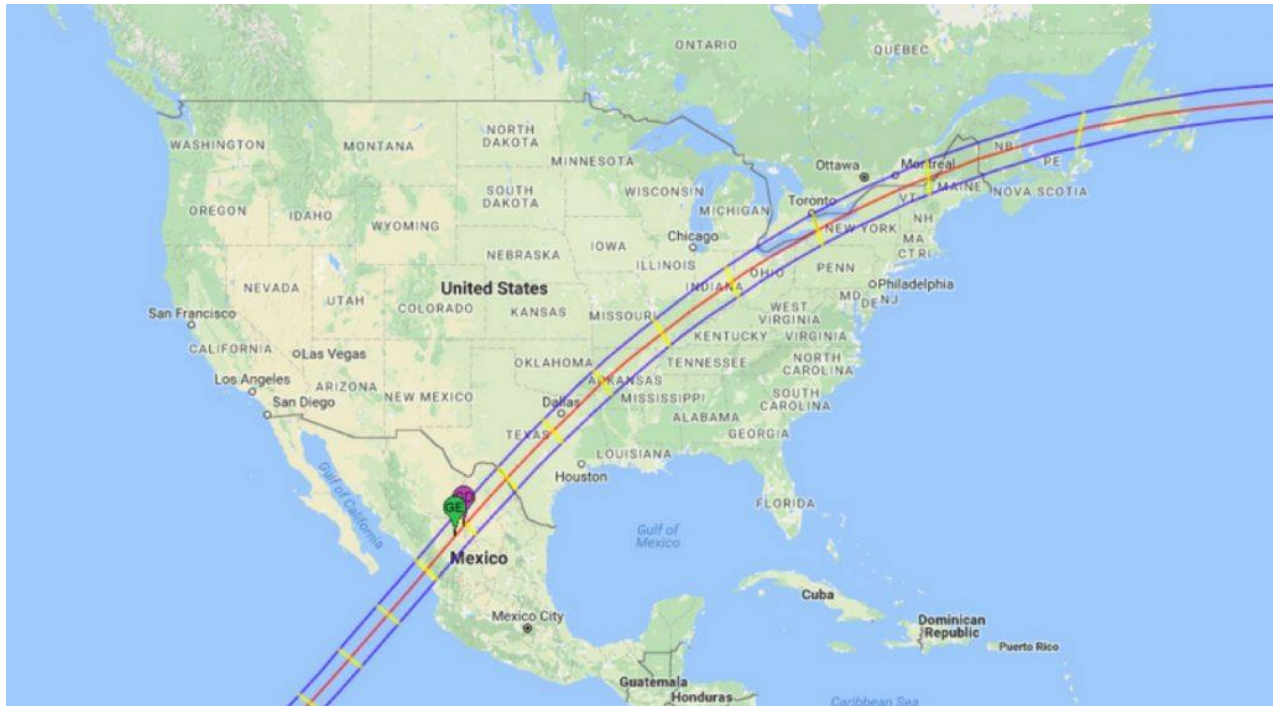 ONTARIO
QUÉBEC
WASHINGTON
MONTANA
NORTH
DAKOTA
MINNESOTA
Ottawa
Montreal
NB
PE
MAINE
NOVA SCOTIA
OREGON
IDAHO
WYOMING
SOUTH
DAKOTA
WISCONSIN
MICHIGAN
Toronto
VT
NH
NEW YORK
MA
CT RI
NEBRASKA
IOWA
Chicago
ILLINOIS
INDIANA
OHIO
PENN
Philadelphia
MD
DE
NJ
NEVADA
UTAH
COLORADO
United States
KANSAS
MISSOURI
WEST
VIRGINIA
KENTUCKY
VIRGINIA
San Francisco
CALIFORNIA
Las Vegas
Los Angeles
ARIZONA
NEW MEXICO
OKLAHOMA
ARKANSAS
TENNESSEE
NORTH
CAROLINA
San Diego
Dallas
MISSISSIPPI
SOUTH
CAROLINA
ALABAMA
GEORGIA
TEXAS
LOUISIANA
Houston
FLORIDA
Gulf of California
GE
Gulf of
Mexico
Mexico
Mexico City
Cuba
Dominican
Republic
Puerto Rico
Guatemala
Honduras
Caribbean Sea